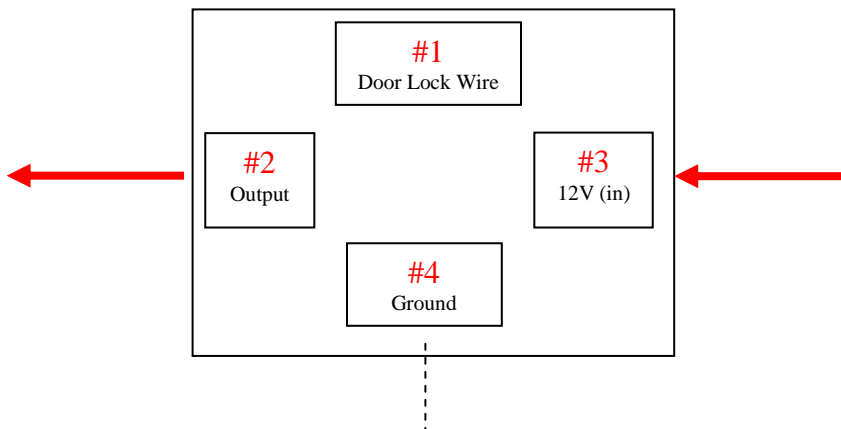 #1
Door Lock Wire
#2
Output
#3
12V (in)
#4
Ground